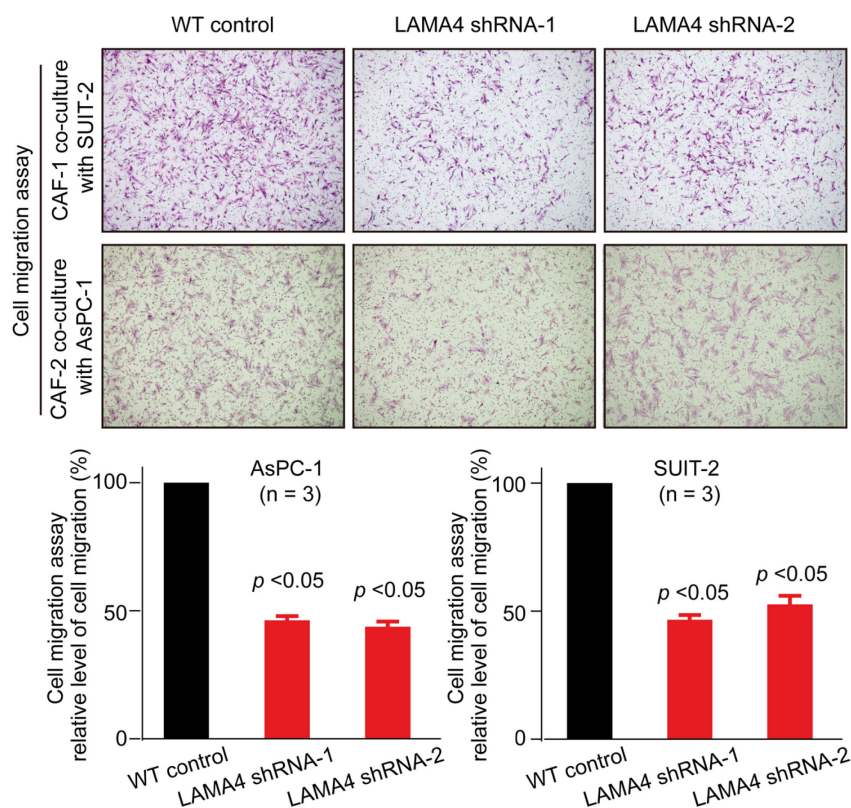 WT control
LAMA4 shRNA-1
LAMA4 shRNA-2
Cell migration assay
CAF-1 co-culture
with SUIT-2
CAF-2 co-culture
with AsPC-1
AsPC-1
(n = 3)
Cell migration assay
relative level of cell migration (%)
100
50
0
p <0.05
p <0.05
WT control
LAMA4 shRNA-1
LAMA4 shRNA-2
SUIT-2
(n = 3)
Cell migration assay
relative level of cell migration (%)
100
50
0
p <0.05
p <0.05
WT control
LAMA4 shRNA-1
LAMA4 shRNA-2